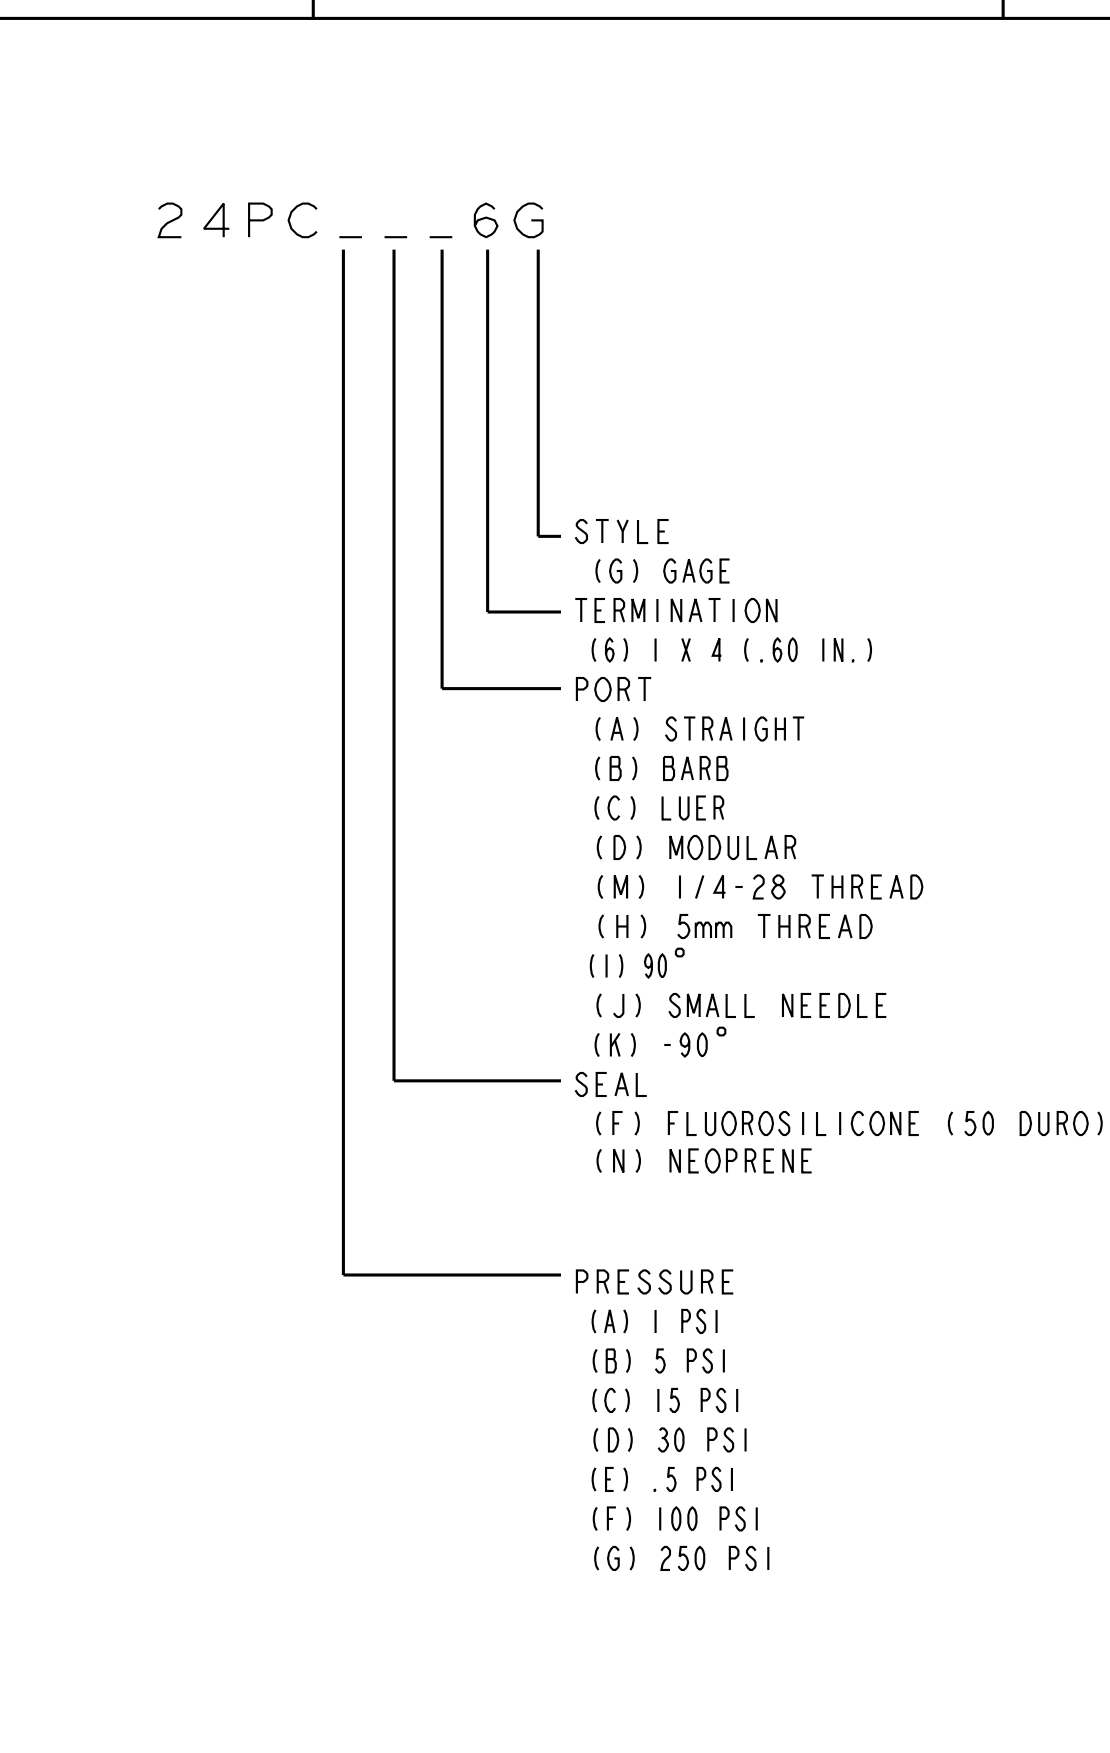 24PC_ _ _6G
STYLE
(G) GAGE
TERMINATION
(6) 1 X 4 (.60 IN.)
PORT
(A) STRAIGHT
(B) BARB
(C) LUER
(D) MODULAR
(M) 1/4-28 THREAD
(H) 5mm THREAD
(I) 90°
(J) SMALL NEEDLE
(K) -90°
SEAL
(F) FLUOROSILICONE (50 DURO)
(N) NEOPRENE
PRESSURE
(A) 1 PSI
(B) 5 PSI
(C) 15 PSI
(D) 30 PSI
(E) .5 PSI
(F) 100 PSI
(G) 250 PSI